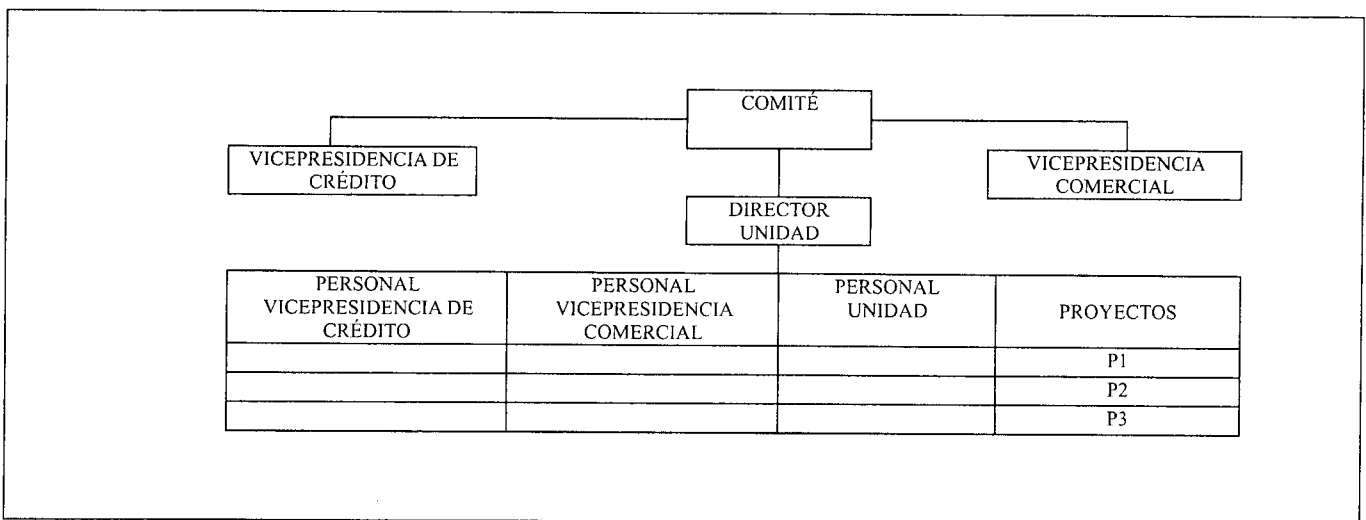 COMITÉ
VICEPRESIDENCIA DE
CRÉDITO
VICEPRESIDENCIA
COMERCIAL
DIRECTOR
UNIDAD
PERSONAL
VICEPRESIDENCIA DE
CRÉDITO
PERSONAL
VICEPRESIDENCIA
COMERCIAL
PERSONAL
UNIDAD
PROYECTOS
P1
P2
P3